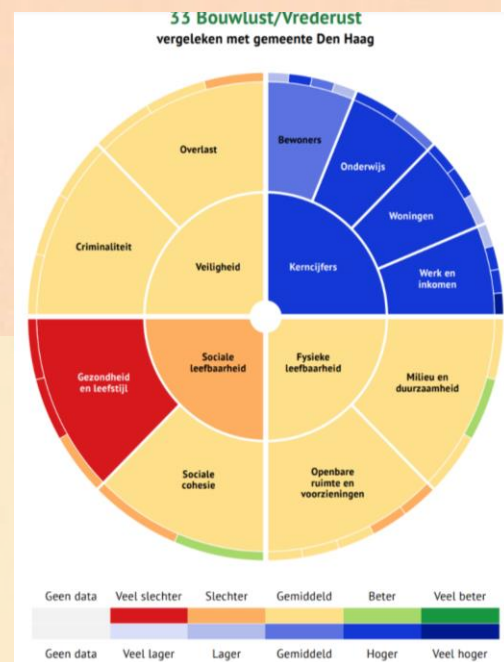 33 Bouwlust/Vrederust
vergeleken met gemeente Den Haag
Overlast
Bewoners
Onderwijs
Criminaliteit
Woningen
Veiligheid
Kerncijfers
Werk en
inkomen
Gezondheid
en leefstijl
Sociale
leefbaarheid
Fysieke
leefbaarheid
Milieu en
duurzaamheid
Sociale
cohesie
Openbare
ruimte en
voorzieningen
Geen data Veel slechter Slechter Gemiddeld Beter Veel beter
Geen data Veel lager Lager Gemiddeld Hoger Veel hoger